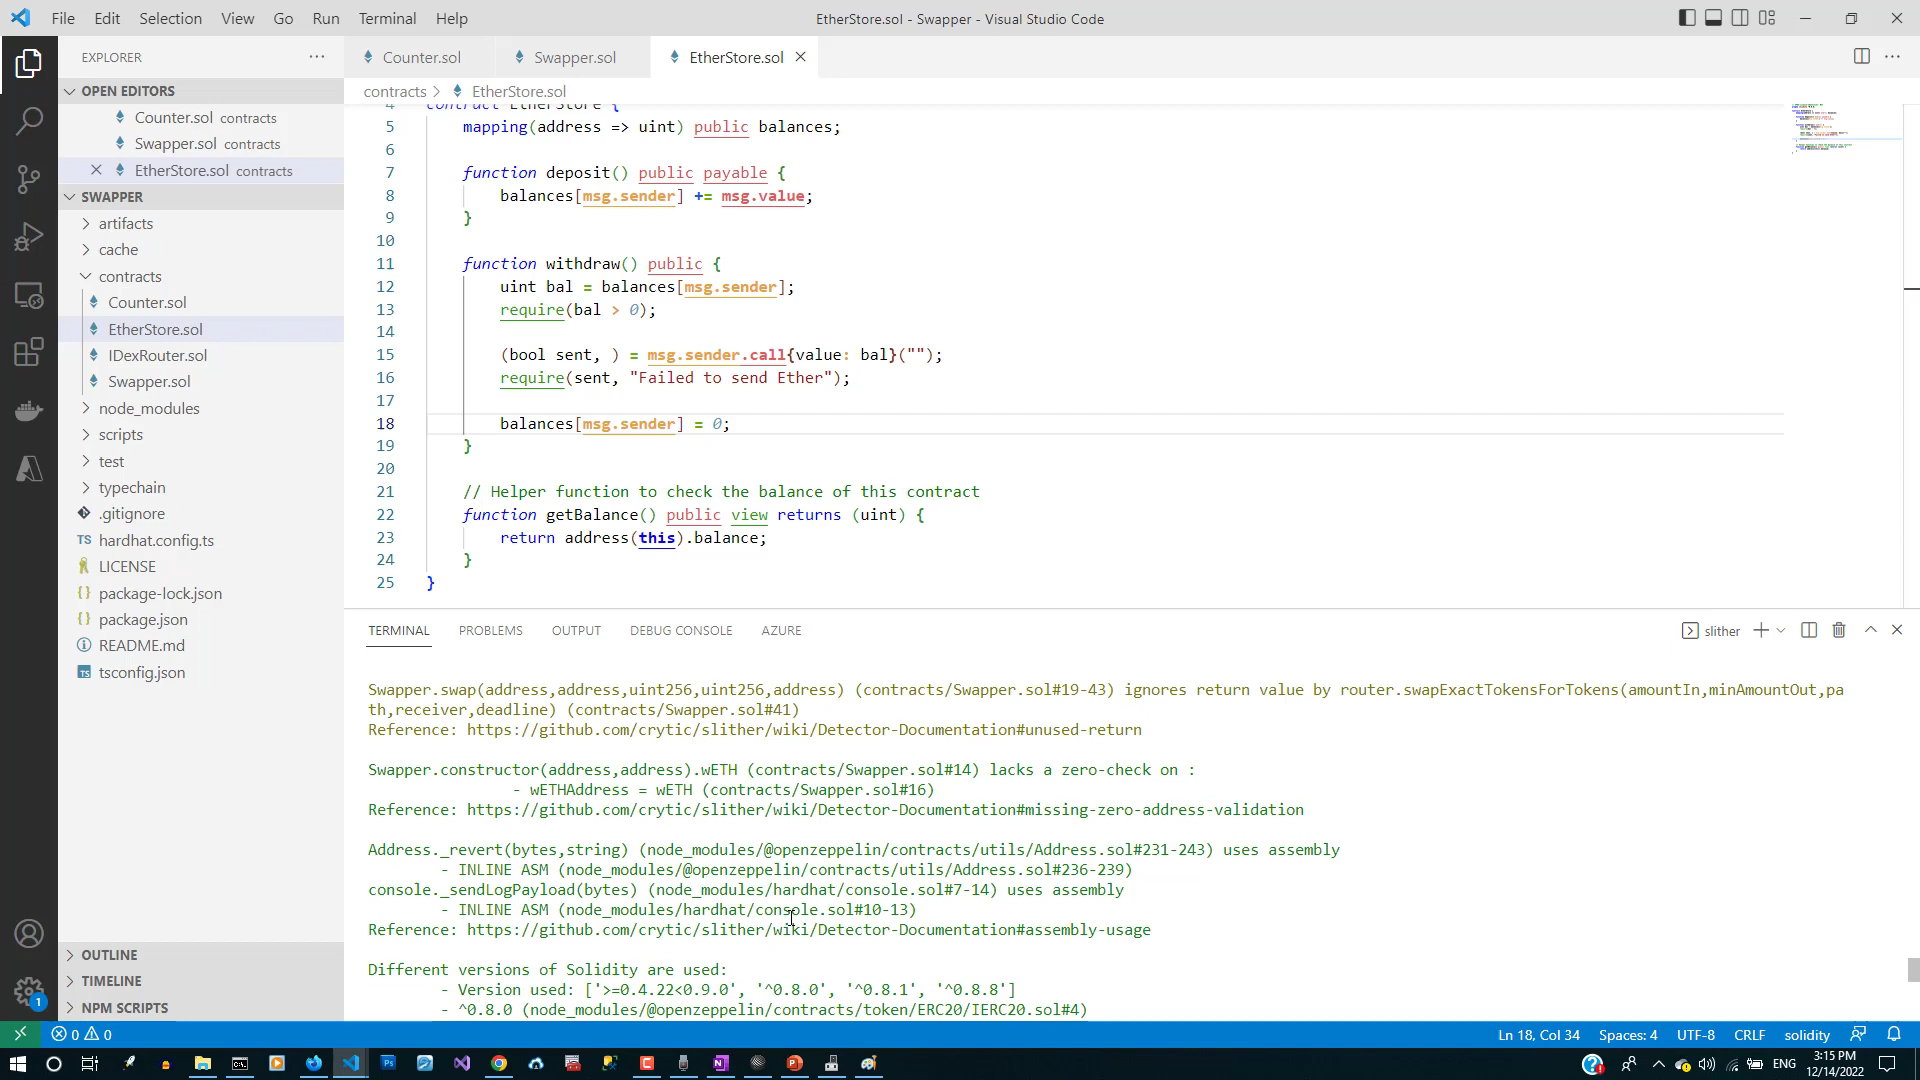 File Edit Selection View Go Run Terminal Help
EtherStore.sol - Swapper - Visual Studio Code
EXPLORER
Counter.sol
Swapper.sol
EtherStore.sol
contracts > EtherStore.sol
OPEN EDITORS
Counter.sol contracts
Swapper.sol contracts
EtherStore.sol contracts
SWAPPER
artifacts
cache
contracts
Counter.sol
EtherStore.sol
IDexRouter.sol
Swapper.sol
node_modules
scripts
test
typechain
.gitignore
TS hardhat.config.ts
LICENSE
{} package-lock.json
{} package.json
README.md
TS tsconfig.json
OUTLINE
TIMELINE
NPM SCRIPTS
4 contract EtherStore {
5 mapping(address => uint) public balances;
6
7 function deposit() public payable {
8 balances[msg.sender] += msg.value;
9 }
10
11 function withdraw() public {
12 uint bal = balances[msg.sender];
13 require(bal > 0);
14
15 (bool sent, ) = msg.sender.call{value: bal}("");
16 require(sent, "Failed to send Ether");
17
18 balances[msg.sender] = 0;
19 }
20
21 // Helper function to check the balance of this contract
22 function getBalance() public view returns (uint) {
23 return address(this).balance;
24 }
25 }
TERMINAL PROBLEMS OUTPUT DEBUG CONSOLE AZURE
slither
Swapper.swap(address,address,uint256,uint256,address) (contracts/Swapper.sol#19-43) ignores return value by router.swapExactTokensForTokens(amountIn,minAmountOut,pa
th,receiver,deadline) (contracts/Swapper.sol#41)
Reference: https://github.com/crytic/slither/wiki/Detector-Documentation#unused-return
Swapper.constructor(address,address).wETH (contracts/Swapper.sol#14) lacks a zero-check on :
- wETHAddress = wETH (contracts/Swapper.sol#16)
Reference: https://github.com/crytic/slither/wiki/Detector-Documentation#missing-zero-address-validation
Address._revert(bytes,string) (node_modules/@openzeppelin/contracts/utils/Address.sol#231-243) uses assembly
- INLINE ASM (node_modules/@openzeppelin/contracts/utils/Address.sol#236-239)
console._sendLogPayload(bytes) (node_modules/hardhat/console.sol#7-14) uses assembly
- INLINE ASM (node_modules/hardhat/console.sol#10-13)
Reference: https://github.com/crytic/slither/wiki/Detector-Documentation#assembly-usage
Different versions of Solidity are used:
- Version used: ['>=0.4.22<0.9.0', '^0.8.0', '^0.8.1', '^0.8.8']
- ^0.8.0 (node_modules/@openzeppelin/contracts/token/ERC20/IERC20.sol#4)
1
0 0
Ln 18, Col 34 Spaces: 4 UTF-8 CRLF solidity
ENG
3:15 PM
12/14/2022